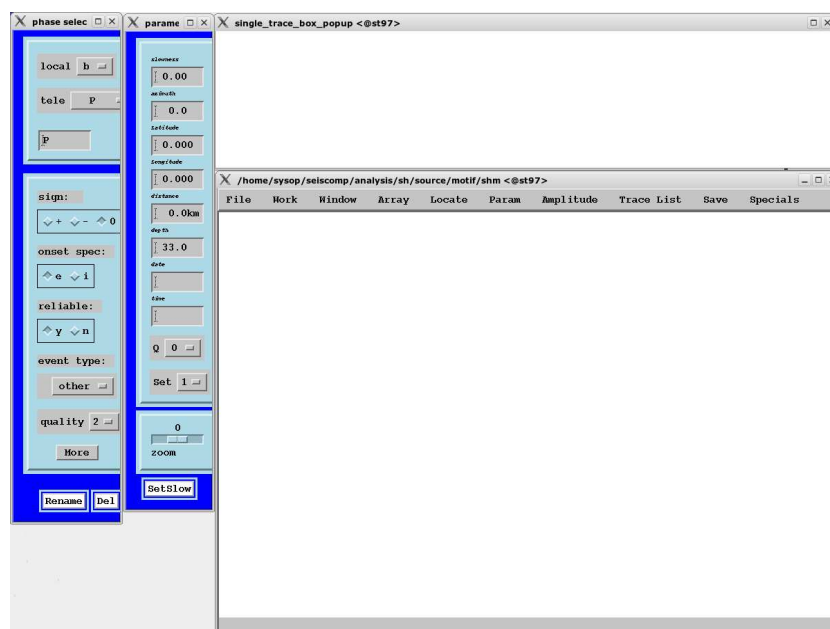 phase selec
local b
tele P
P
sign:
+ - 0
onset spec:
e i
reliable:
y n
event type:
other
quality 2
More
Rename Del
parame
slowness
0.00
azimuth
0.0
latitude
0.000
longitude
0.000
distance
0.0km
depth
33.0
date
time
Q 0
Set 1
0
zoom
SetSlow
single_trace_box_popup <@st97>
/home/sysop/seiscomp/analysis/sh/source/motif/shm <@st97>
File Work Window Array Locate Param Amplitude Trace List Save Specials